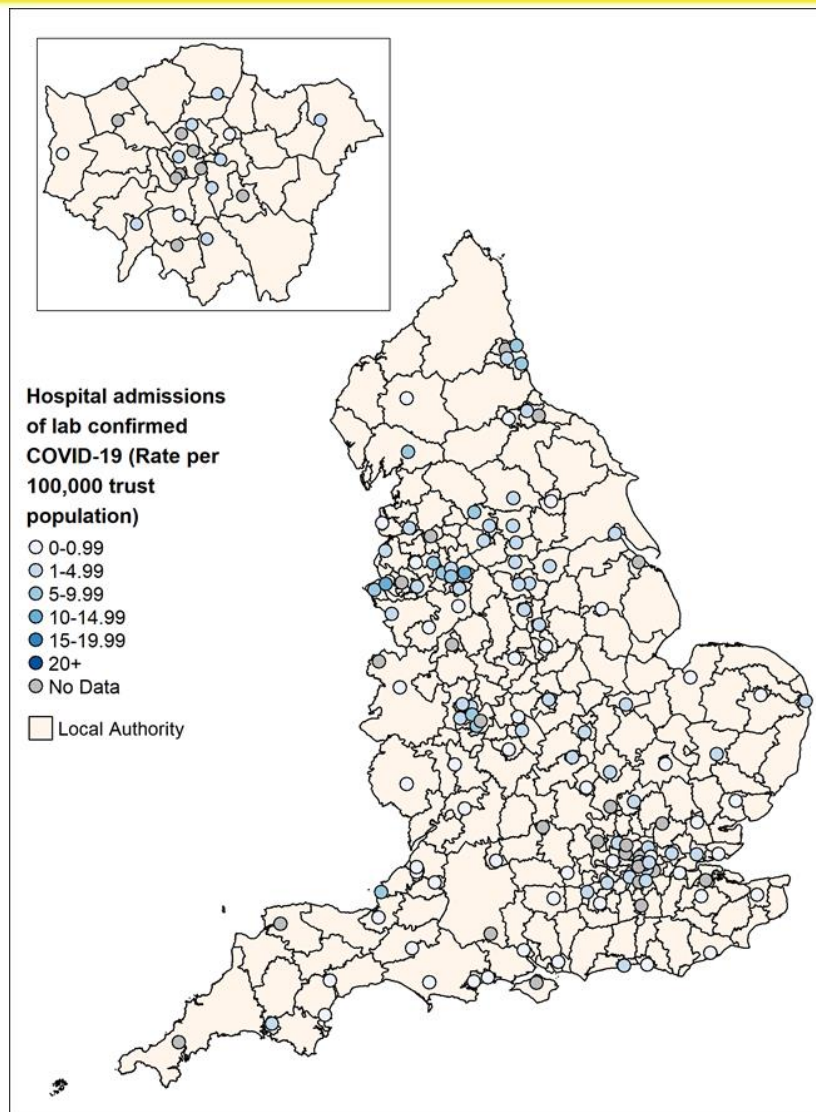 Hospital admissions
of lab confirmed
COVID-19 (Rate per
100,000 trust
population)
0-0.99
1-4.99
5-9.99
10-14.99
15-19.99
20+
No Data
Local Authority